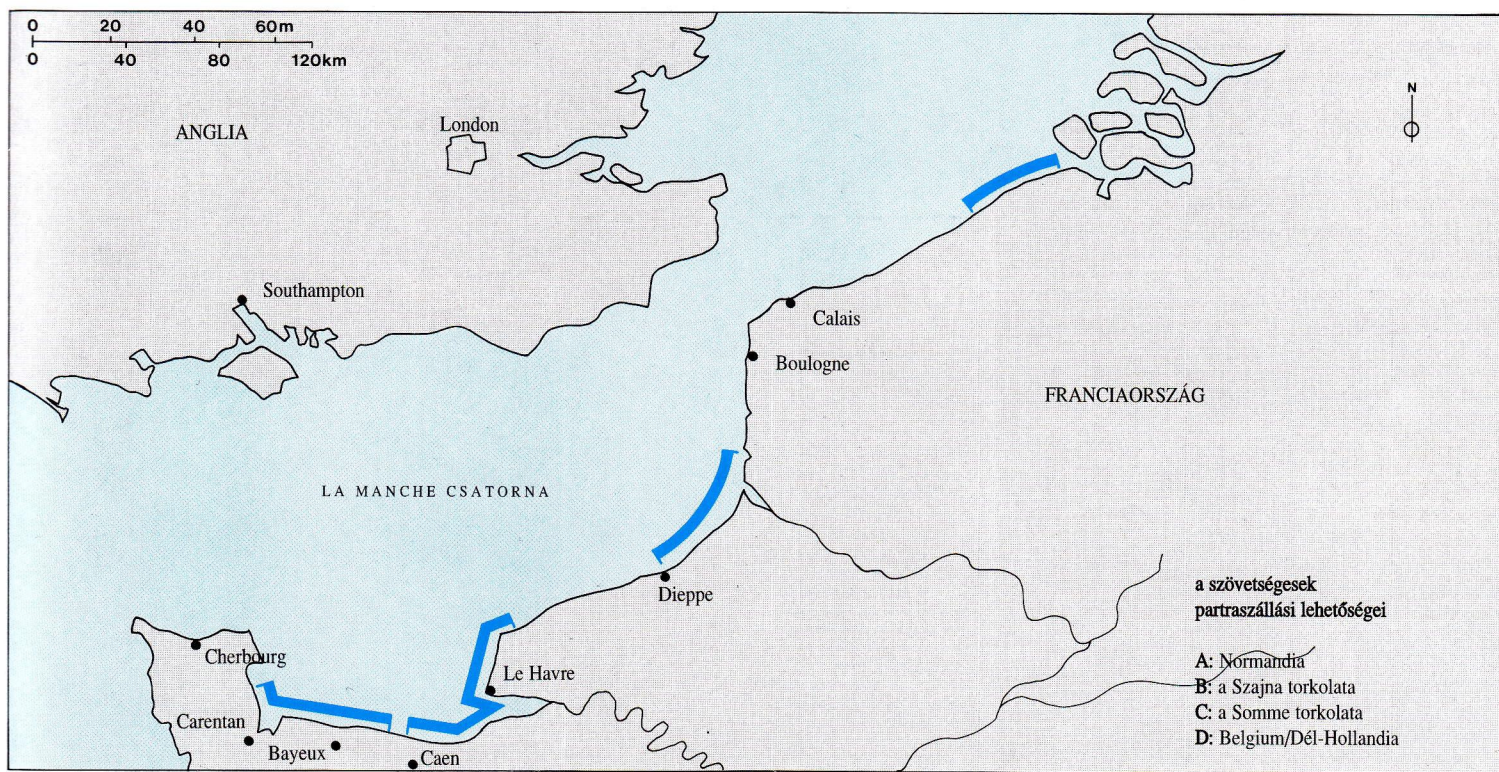 0 20 40 60m
0 40 80 120km
ANGLIA
London
N
Southampton
Calais
Boulogne
FRANCIAORSZÁG
LA MANCHE CSATORNA
Dieppe
Cherbourg
Le Havre
Carentan
Bayeux
Caen
a szövetségesek
partraszállási lehetőségei
A: Normandia
B: a Szajna torkolata
C: a Somme torkolata
D: Belgium/Dél-Hollandia